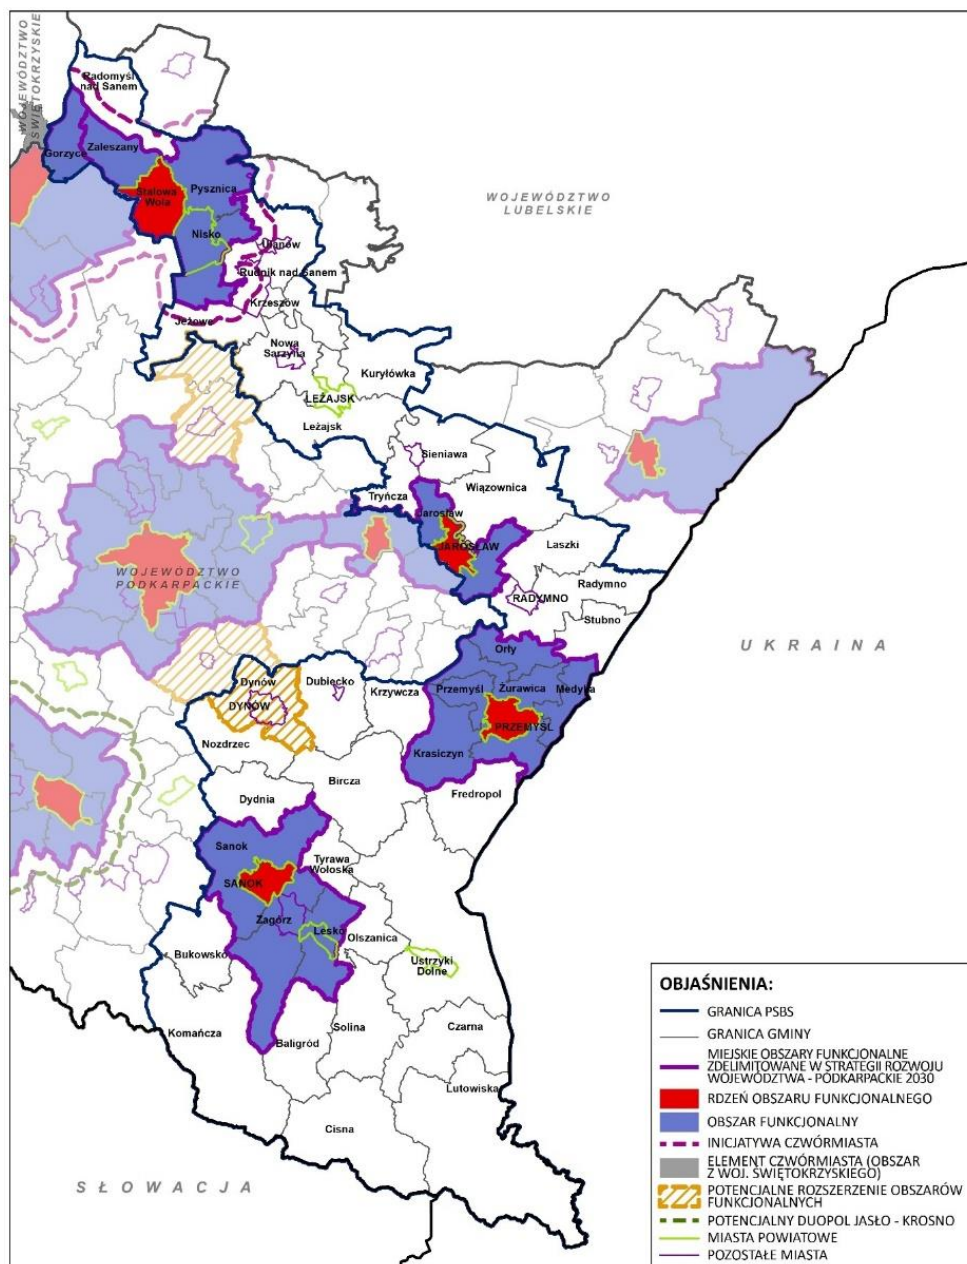 WOJEWÓDZTWO
ŚWIĘTOKRZYSKIE
Radomyśl
nad Sanem
Gorzyce
Zaleszany
Stalowa
Wola
Pysznica
Nisko
WOJEWÓDZTWO
LUBELSKIE
Ulanów
Rudnik nad Sanem
Krzeszów
Jeżowe
Nowa
Sarzyna
Kuryłówka
LEŻAJSK
Leżajsk
Sieniawa
Wiązownica
Tryńcza
Jarosław
JAROSŁAW
Laszki
WOJEWÓDZTWO
PODKARPACKIE
Radymno
RADYMNO
Stubno
UKRAINA
Orły
Dynów
Dubiecko
Krzywcza
Przemyśl
Żurawica
Medyka
DYNÓW
PRZEMYŚL
Nozdrzec
Krasiczyn
Bircza
Fredropol
Dydnia
Sanok
Tyrawa
Wołoska
SANOK
Zagórz
Lesko
Olszanica
Bukowsko
Ustrzyki
Dolne
Komańcza
Solina
Czarna
Baligród
Lutowiska
Cisna
SŁOWACJA
OBJAŚNIENIA:
GRANICA PSBS
GRANICA GMINY
MIEJSKIE OBSZARY FUNKCJONALNE
ZDELIMITOWANE W STRATEGII ROZWOJU
WOJEWÓDZTWA - PODKARPACKIE 2030
RDZEŃ OBSZARU FUNKCJONALNEGO
OBSZAR FUNKCJONALNY
INICJATYWA CZWÓRMIASTA
ELEMENT CZWÓRMIASTA (OBSZAR
Z WOJ. ŚWIĘTOKRZYSKIEGO)
POTENCJALNE ROZSZERZENIE OBSZARÓW
FUNKCJONALNYCH
POTENCJALNY DUOPOL JASŁO - KROSNO
MIASTA POWIATOWE
POZOSTAŁE MIASTA